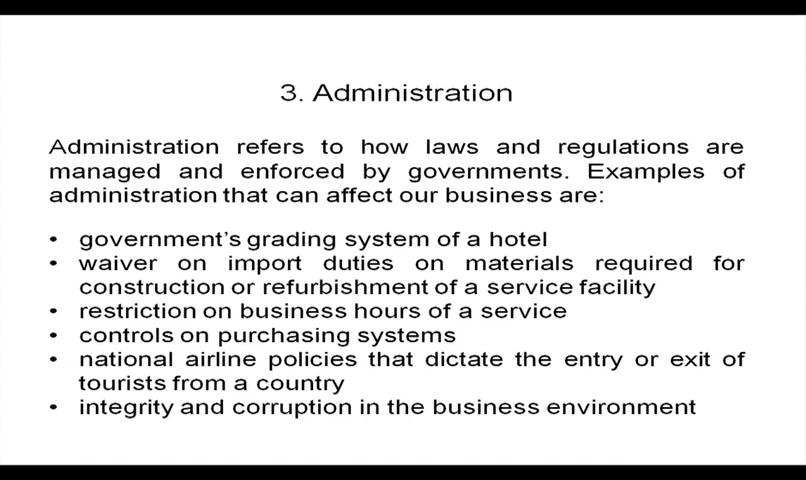 3. Administration
Administration refers to how laws and regulations are
managed and enforced by governments. Examples of
administration that can affect our business are:
• government's grading system of a hotel
• waiver on import duties on materials required for
construction or refurbishment of a service facility
• restriction on business hours of a service
• controls on purchasing systems
• national airline policies that dictate the entry or exit of
tourists from a country
• integrity and corruption in the business environment